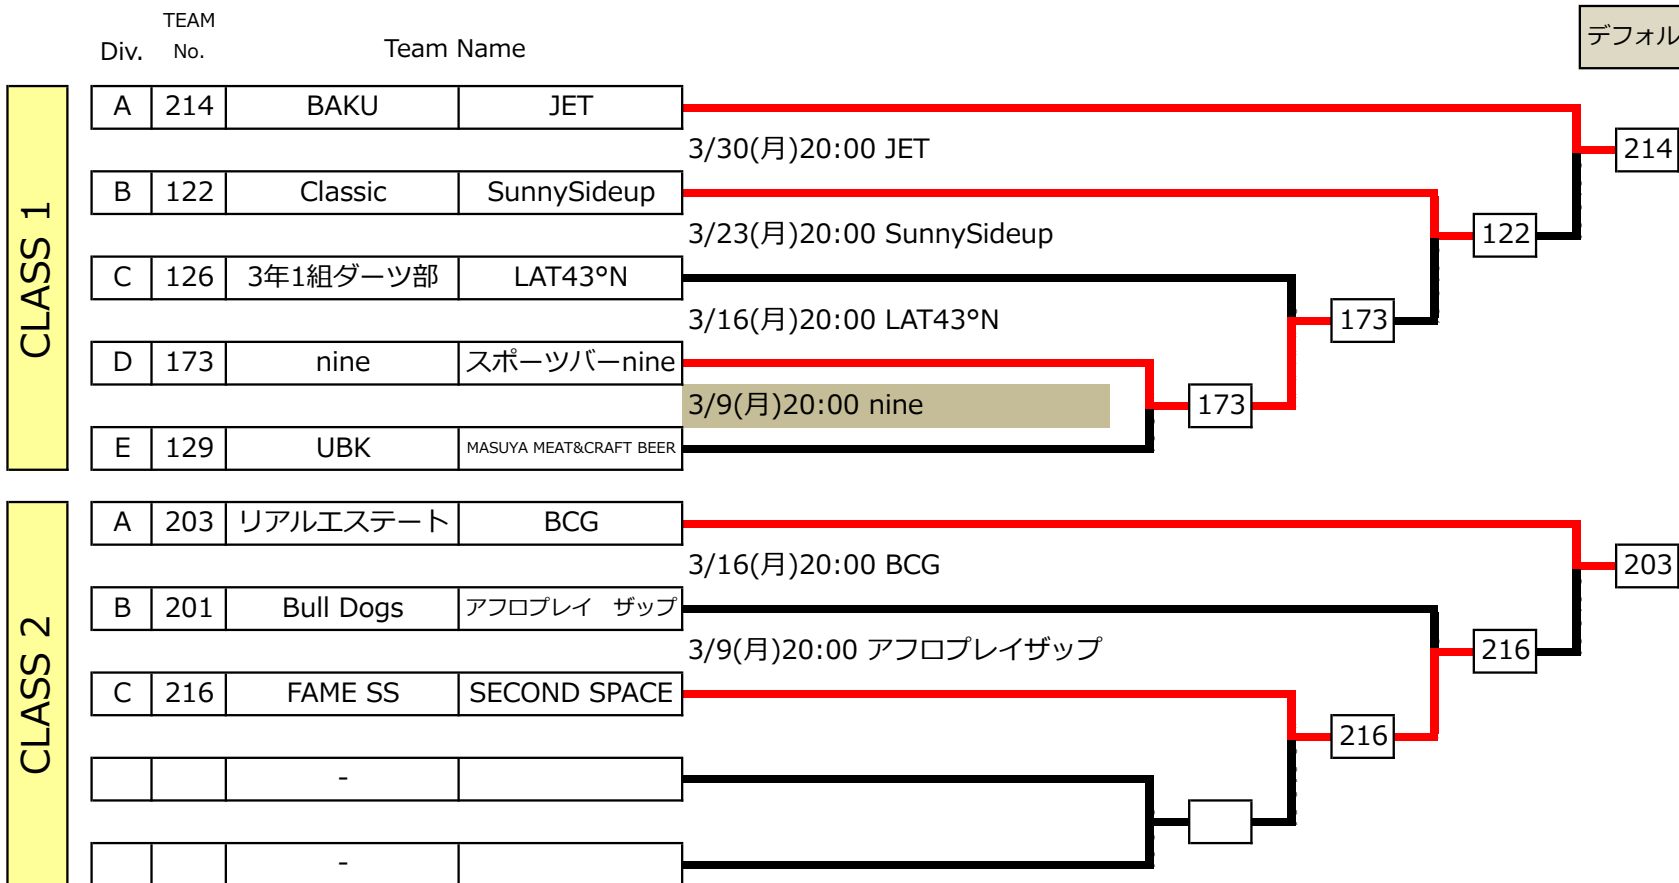 TEAM
Div. No. Team Name
デフォル
CLASS 1
A 214 BAKU JET
3/30(月)20:00 JET
214
B 122 Classic SunnySideup
3/23(月)20:00 SunnySideup
122
C 126 3年1組ダーツ部 LAT43°N
3/16(月)20:00 LAT43°N
173
D 173 nine スポーツバーnine
3/9(月)20:00 nine
173
E 129 UBK MASUYA MEAT&CRAFT BEER
CLASS 2
A 203 リアルエステート BCG
3/16(月)20:00 BCG
203
B 201 Bull Dogs アフロプレイ　ザップ
3/9(月)20:00 アフロプレイザップ
216
C 216 FAME SS SECOND SPACE
216
-
-